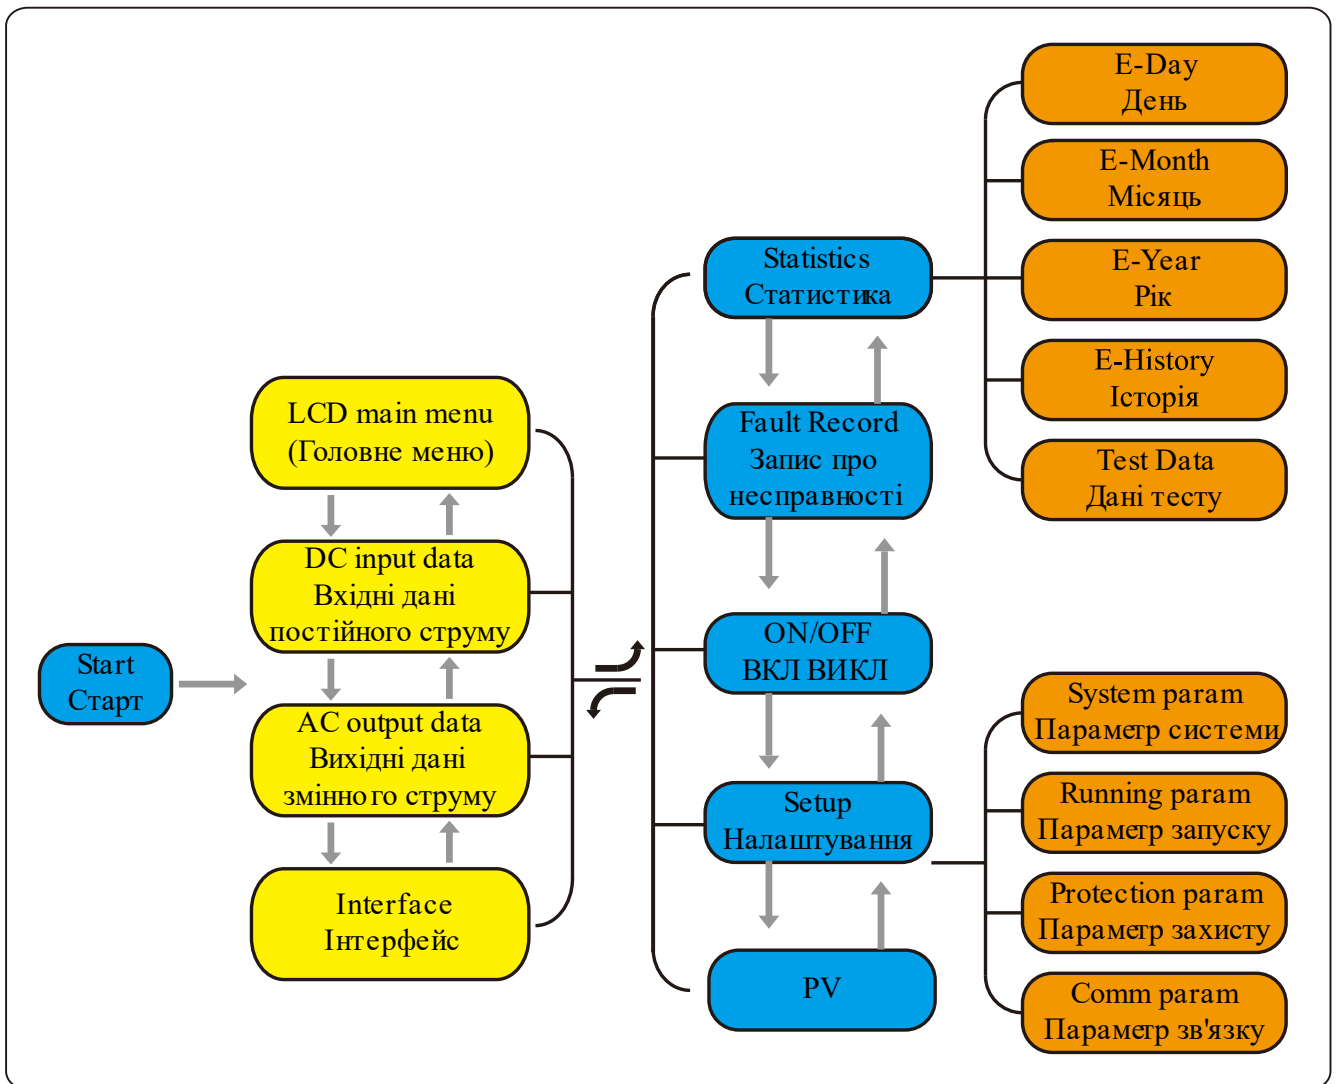 Start
Старт
LCD main menu
(Головне меню)
DC input data
Вхідні дані
постійного струму
AC output data
Вихідні дані
змінного струму
Interface
Інтерфейс
Statistics
Статистика
Fault Record
Запис про
несправності
ON/OFF
ВКЛ ВИКЛ
Setup
Налаштування
PV
E-Day
День
E-Month
Місяць
E-Year
Рік
E-History
Історія
Test Data
Дані тесту
System param
Параметр системи
Running param
Параметр запуску
Protection param
Параметр захисту
Comm param
Параметр зв'язку